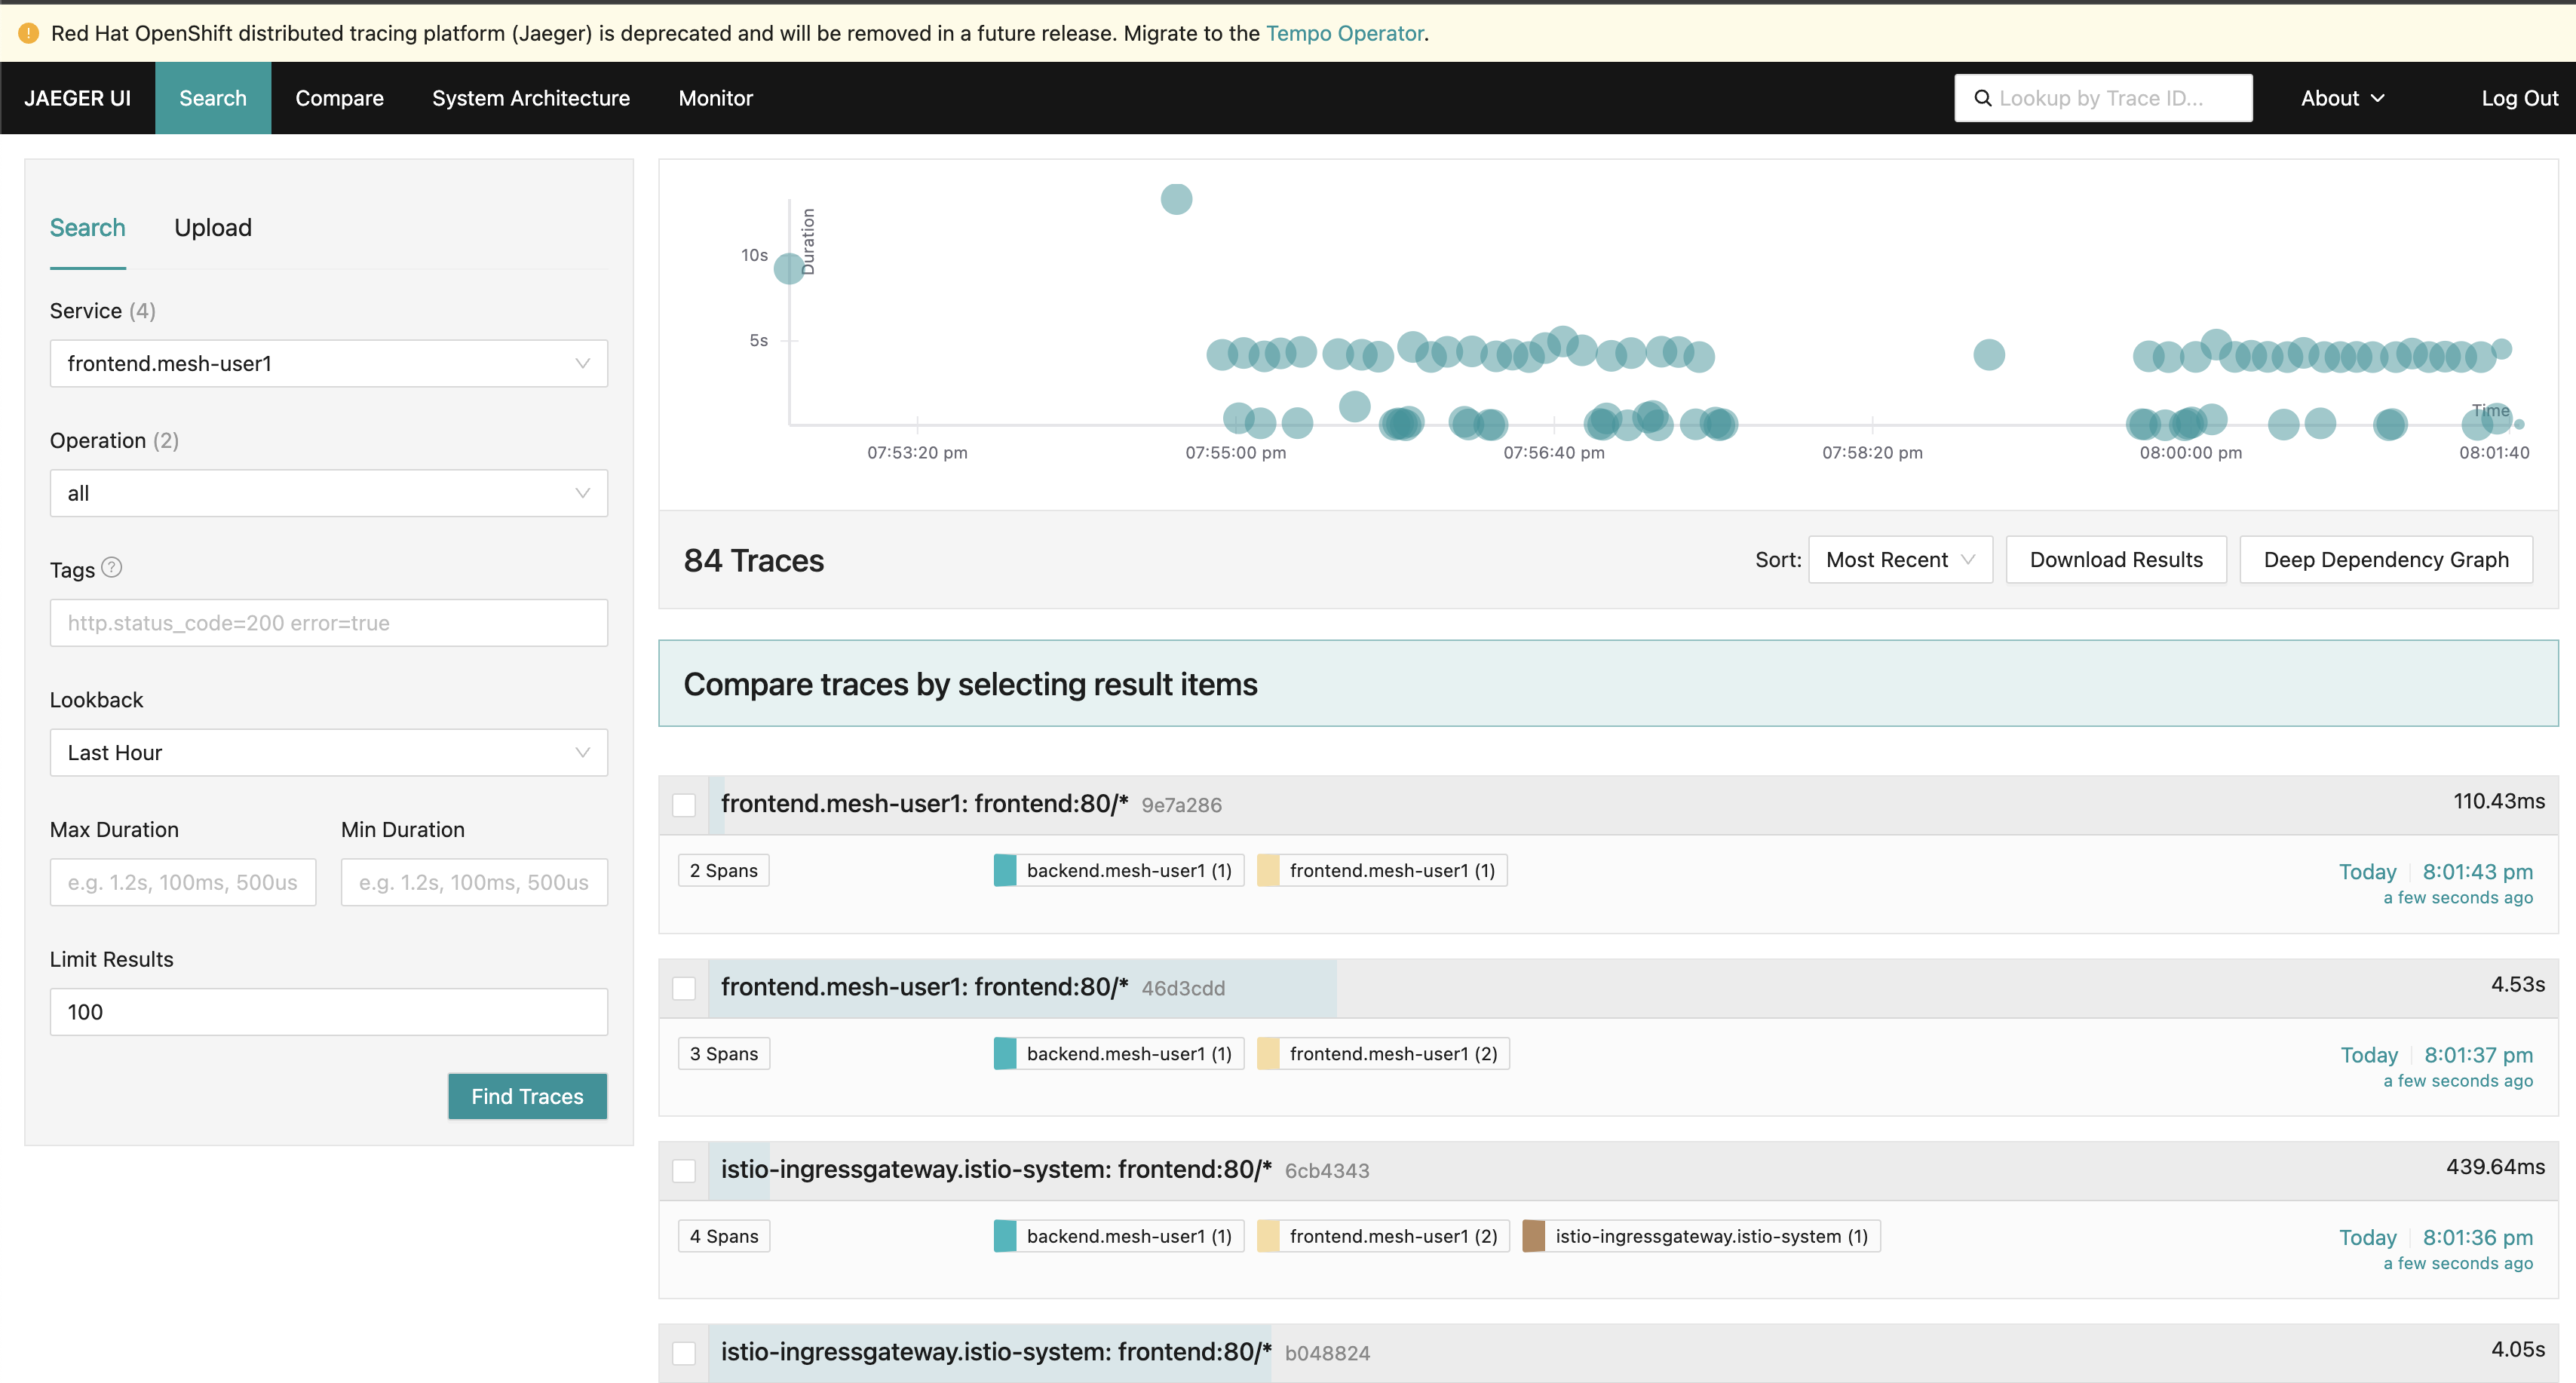 Red Hat OpenShift distributed tracing platform (Jaeger) is deprecated and will be removed in a future release. Migrate to the Tempo Operator.
JAEGER UI Search Compare System Architecture Monitor Lookup by Trace ID... About Log Out
Search Upload
Service (4)
frontend.mesh-user1
Operation (2)
all
Tags ?
http.status_code=200 error=true
Lookback
Last Hour
Max Duration Min Duration
e.g. 1.2s, 100ms, 500us e.g. 1.2s, 100ms, 500us
Limit Results
100
Find Traces
Duration
10s
5s
Time
07:53:20 pm 07:55:00 pm 07:56:40 pm 07:58:20 pm 08:00:00 pm 08:01:40
84 Traces Sort: Most Recent Download Results Deep Dependency Graph
Compare traces by selecting result items
frontend.mesh-user1: frontend:80/* 9e7a286 110.43ms
2 Spans backend.mesh-user1 (1) frontend.mesh-user1 (1) Today 8:01:43 pm
a few seconds ago
frontend.mesh-user1: frontend:80/* 46d3cdd 4.53s
3 Spans backend.mesh-user1 (1) frontend.mesh-user1 (2) Today 8:01:37 pm
a few seconds ago
istio-ingressgateway.istio-system: frontend:80/* 6cb4343 439.64ms
4 Spans backend.mesh-user1 (1) frontend.mesh-user1 (2) istio-ingressgateway.istio-system (1) Today 8:01:36 pm
a few seconds ago
istio-ingressgateway.istio-system: frontend:80/* b048824 4.05s